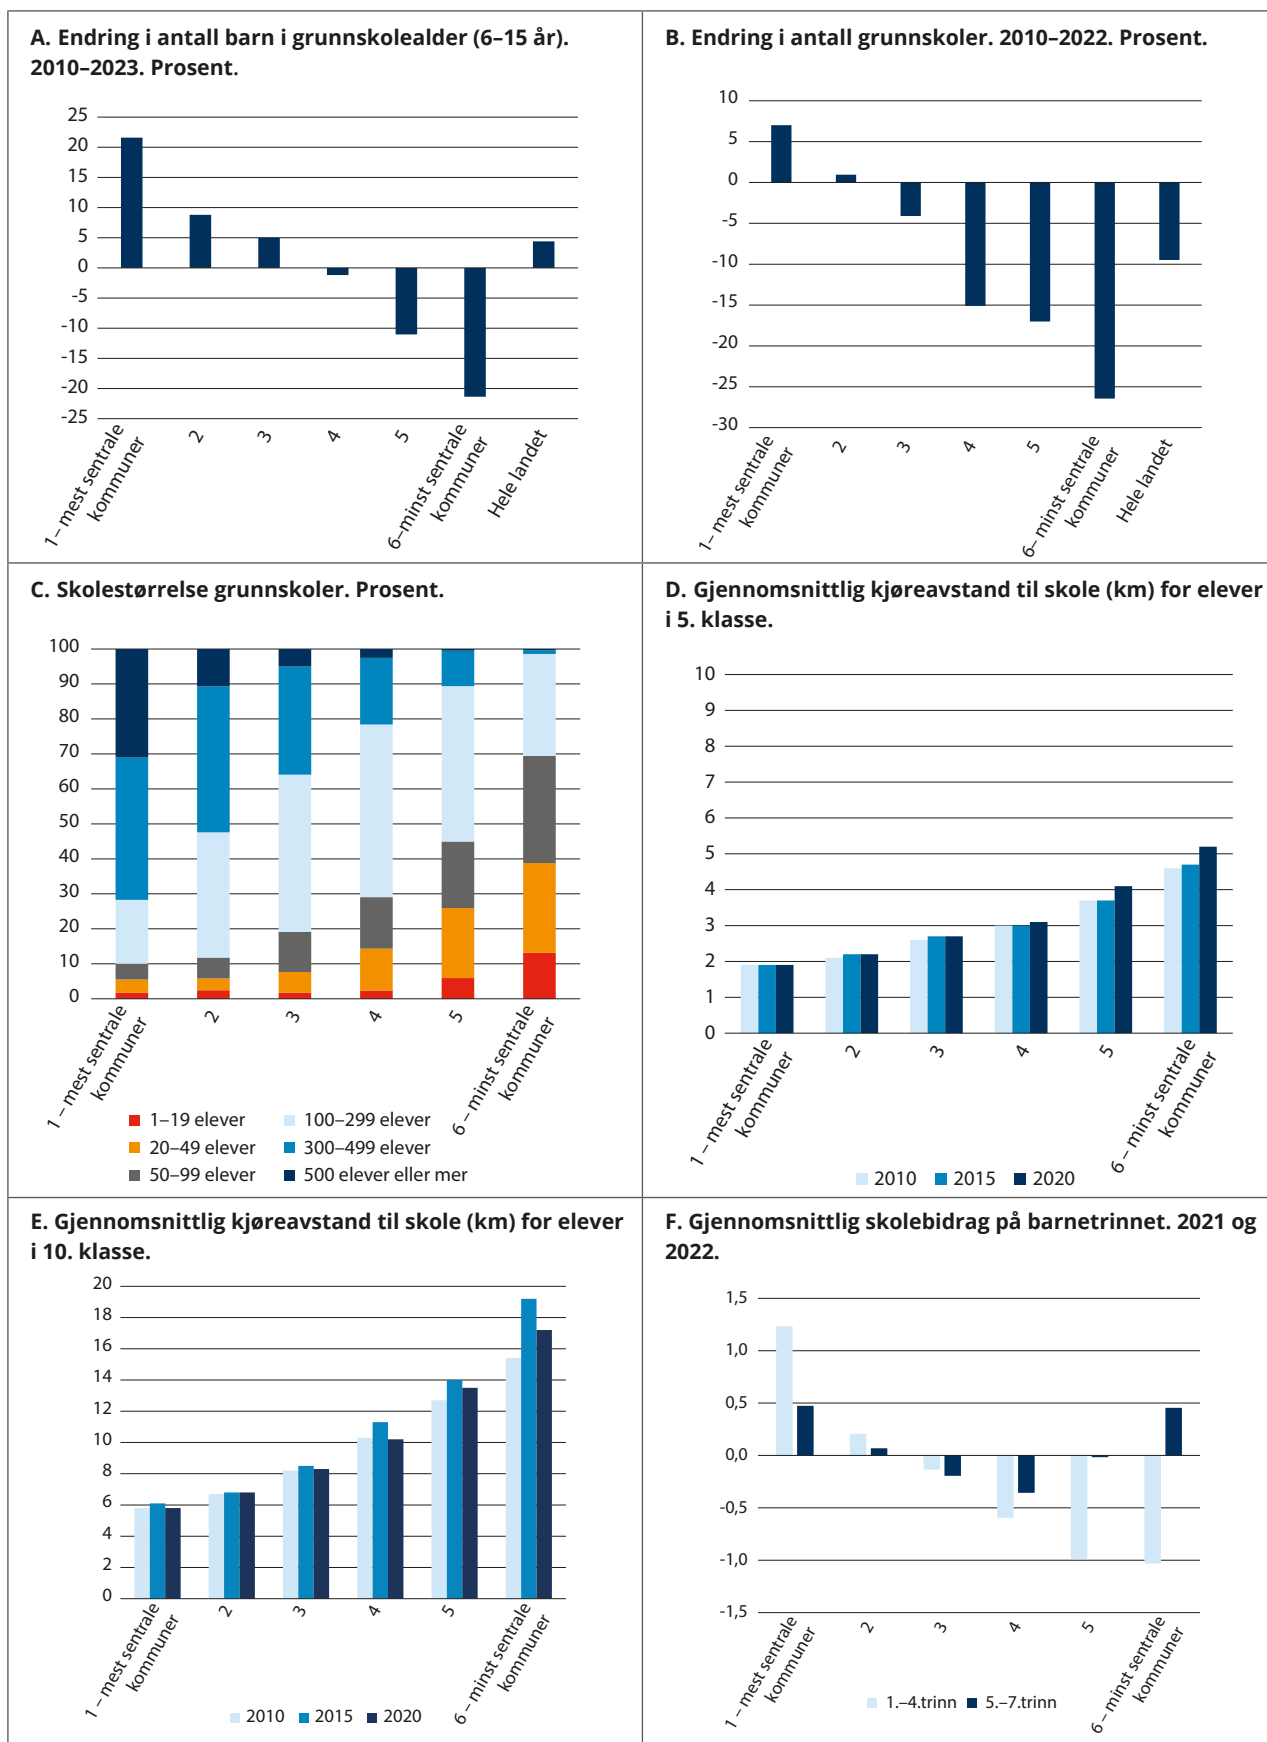 A. Endring i antall barn i grunnskolealder (6–15 år).
2010–2023. Prosent.
25
20
15
10
5
0
-5
-10
-15
-20
-25
1– mest sentrale
kommuner
2
3
4
5
6–minst sentrale
kommuner
Hele landet
B. Endring i antall grunnskoler. 2010–2022. Prosent.
10
5
0
-5
-10
-15
-20
-25
-30
1– mest sentrale
kommuner
2
3
4
5
6– minst sentrale
kommuner
Hele landet
C. Skolestørrelse grunnskoler. Prosent.
100
90
80
70
60
50
40
30
20
10
0
1 – mest sentrale
kommuner
2
3
4
5
6 – minst sentrale
kommuner
1–19 elever
100–299 elever
20–49 elever
300–499 elever
50–99 elever
500 elever eller mer
D. Gjennomsnittlig kjøreavstand til skole (km) for elever
i 5. klasse.
10
9
8
7
6
5
4
3
2
1
0
1 – mest sentrale
kommuner
2
3
4
5
6 – minst sentrale
kommuner
2010 2015 2020
E. Gjennomsnittlig kjøreavstand til skole (km) for elever
i 10. klasse.
20
18
16
14
12
10
8
6
4
2
0
1 – mest sentrale
kommuner
2
3
4
5
6 – minst sentrale
kommuner
2010 2015 2020
F. Gjennomsnittlig skolebidrag på barnetrinnet. 2021 og
2022.
1,5
1,0
0,5
0,0
-0,5
-1,0
-1,5
1 – mest sentrale
kommuner
2
3
4
5
6 – minst sentrale
kommuner
1.–4.trinn 5.–7.trinn